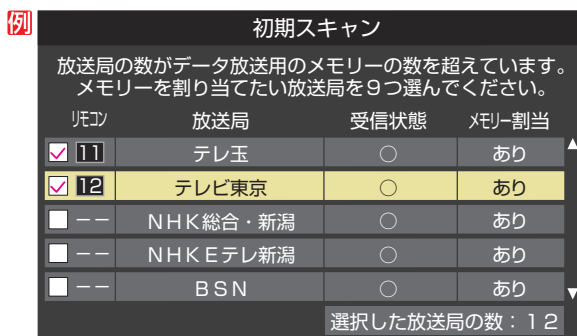 例
初期スキャン
放送局の数がデータ放送用のメモリーの数を超えています。
メモリーを割り当てたい放送局を９つ選んでください。
リモコン 放送局 受信状態 メモリー割当
11 テレ玉 ○ あり
12 テレビ東京 ○ あり
－－ ＮＨＫ総合・新潟 ○ あり
－－ ＮＨＫＥテレ新潟 ○ あり
－－ ＢＳＮ ○ あり
選択した放送局の数：１２